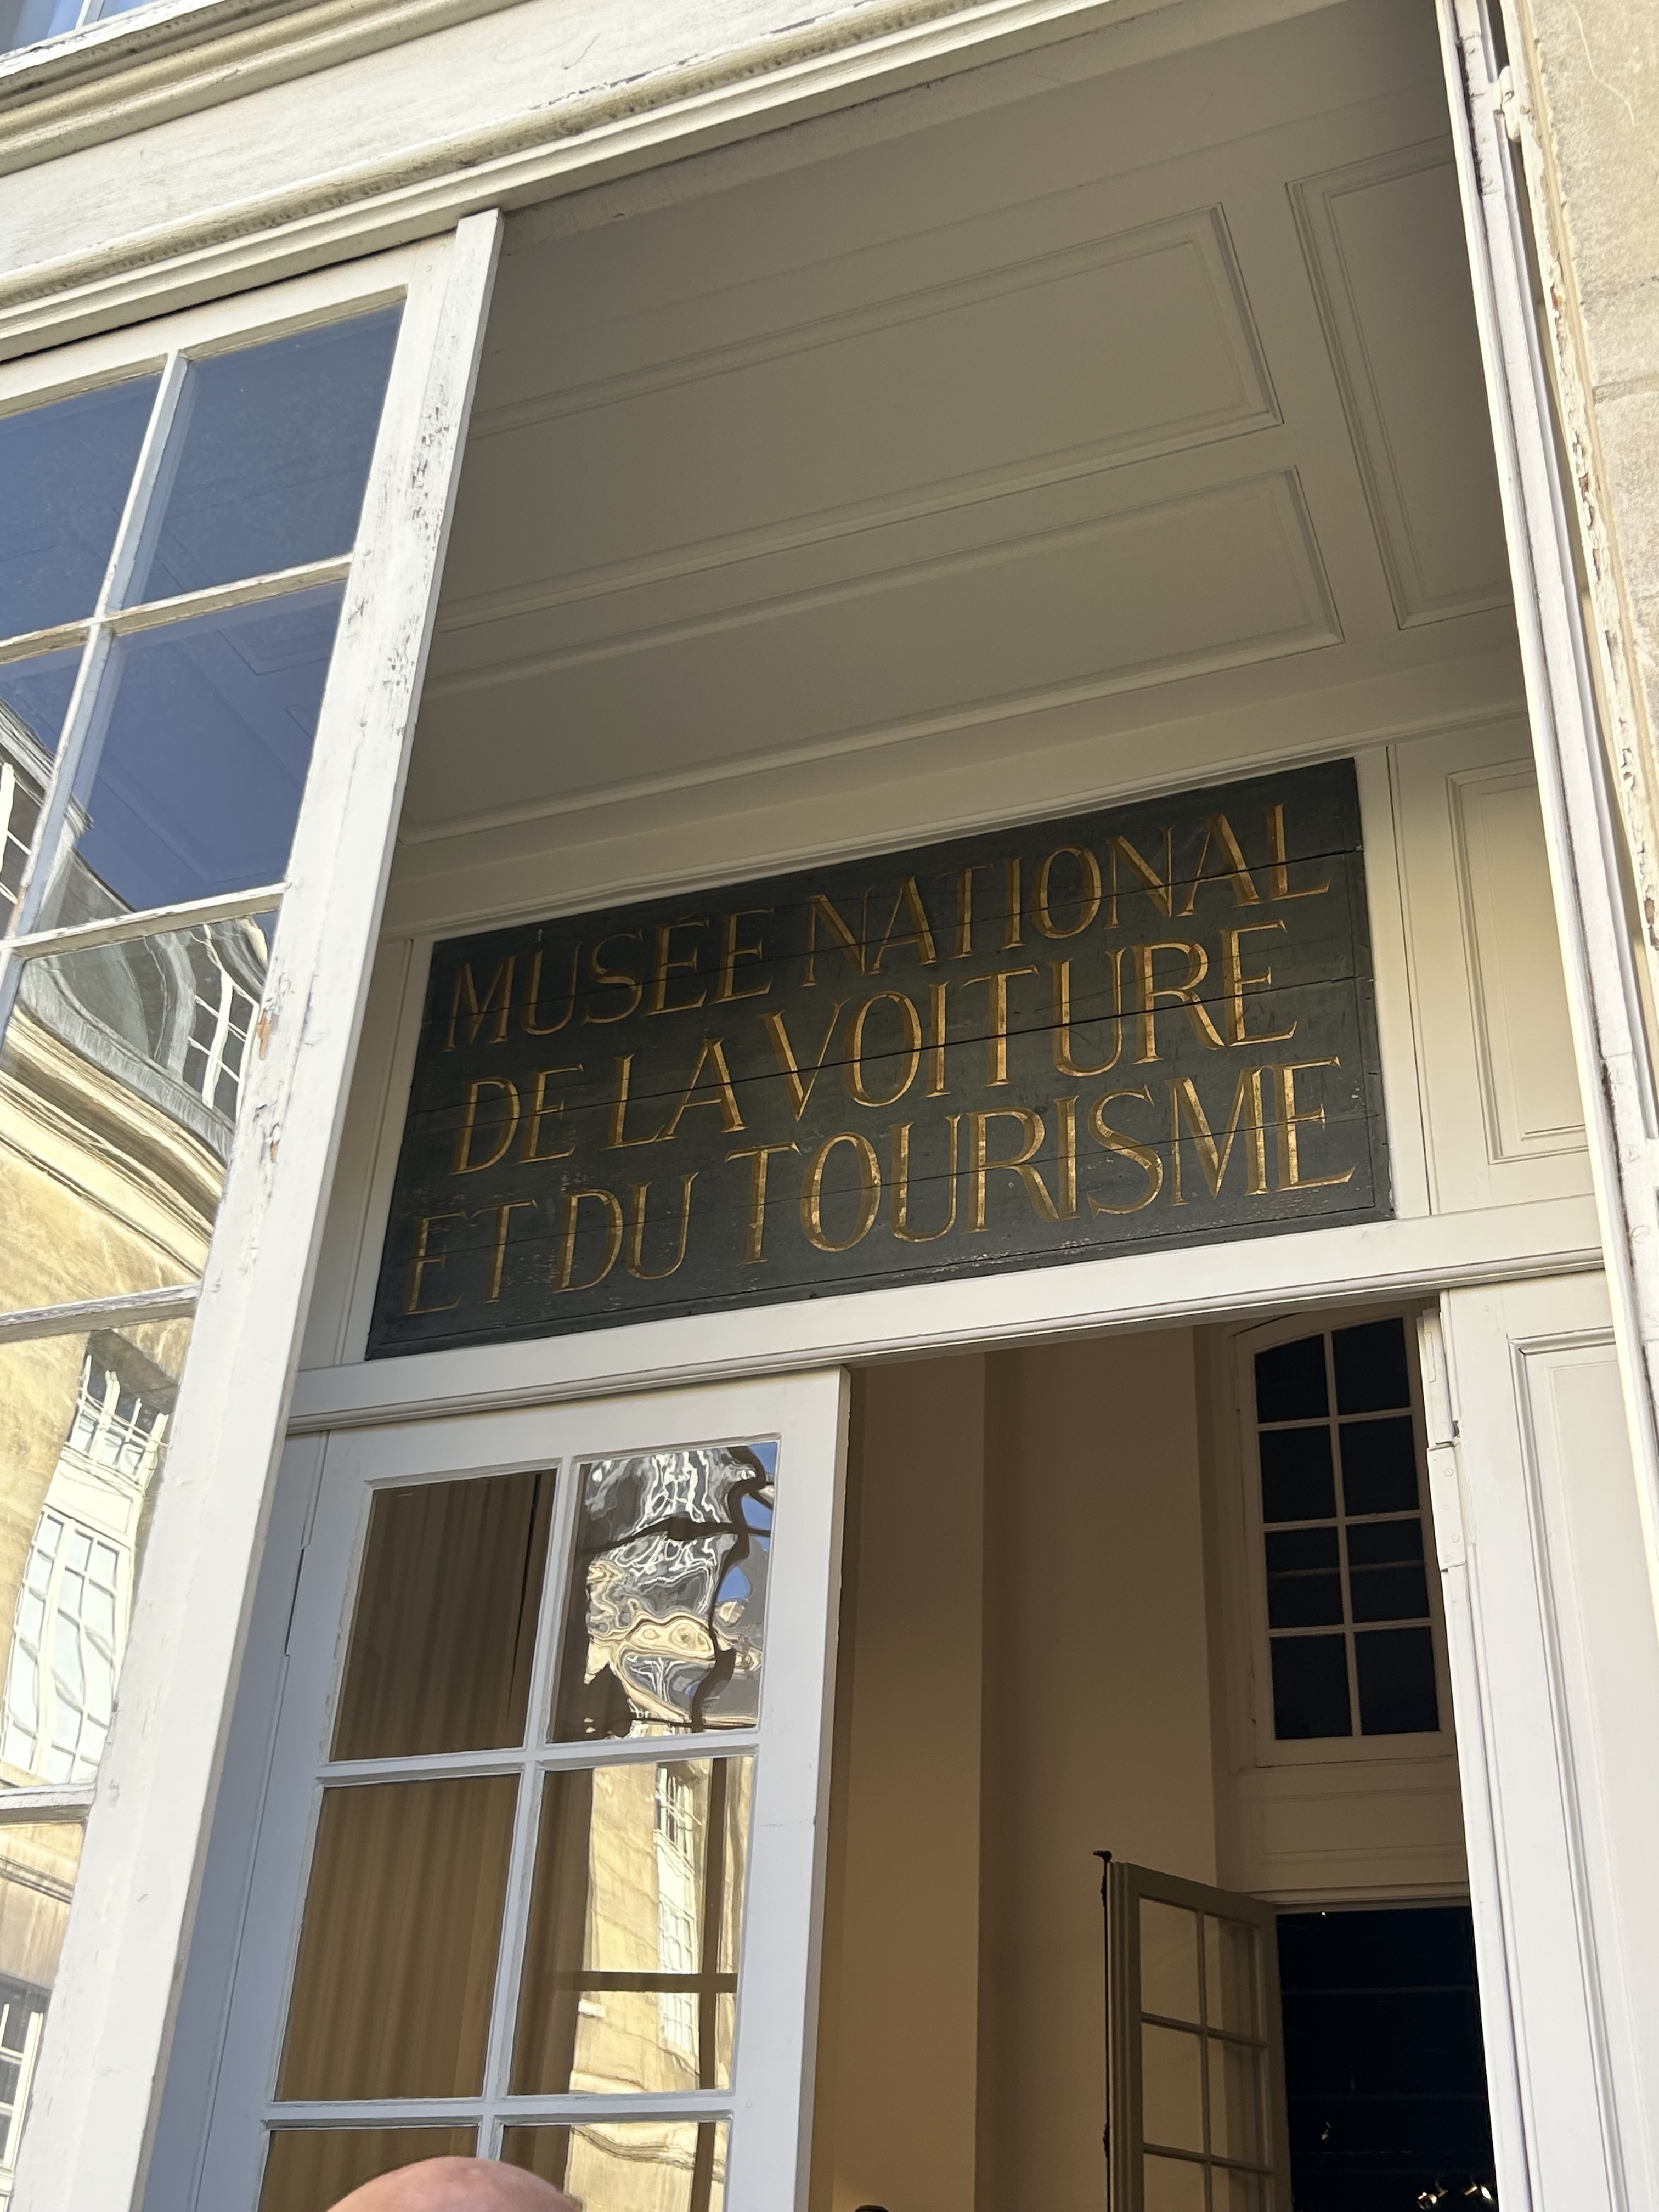 MUSÉE NATIONAL
DE LA VOITURE
ET DU TOURISME